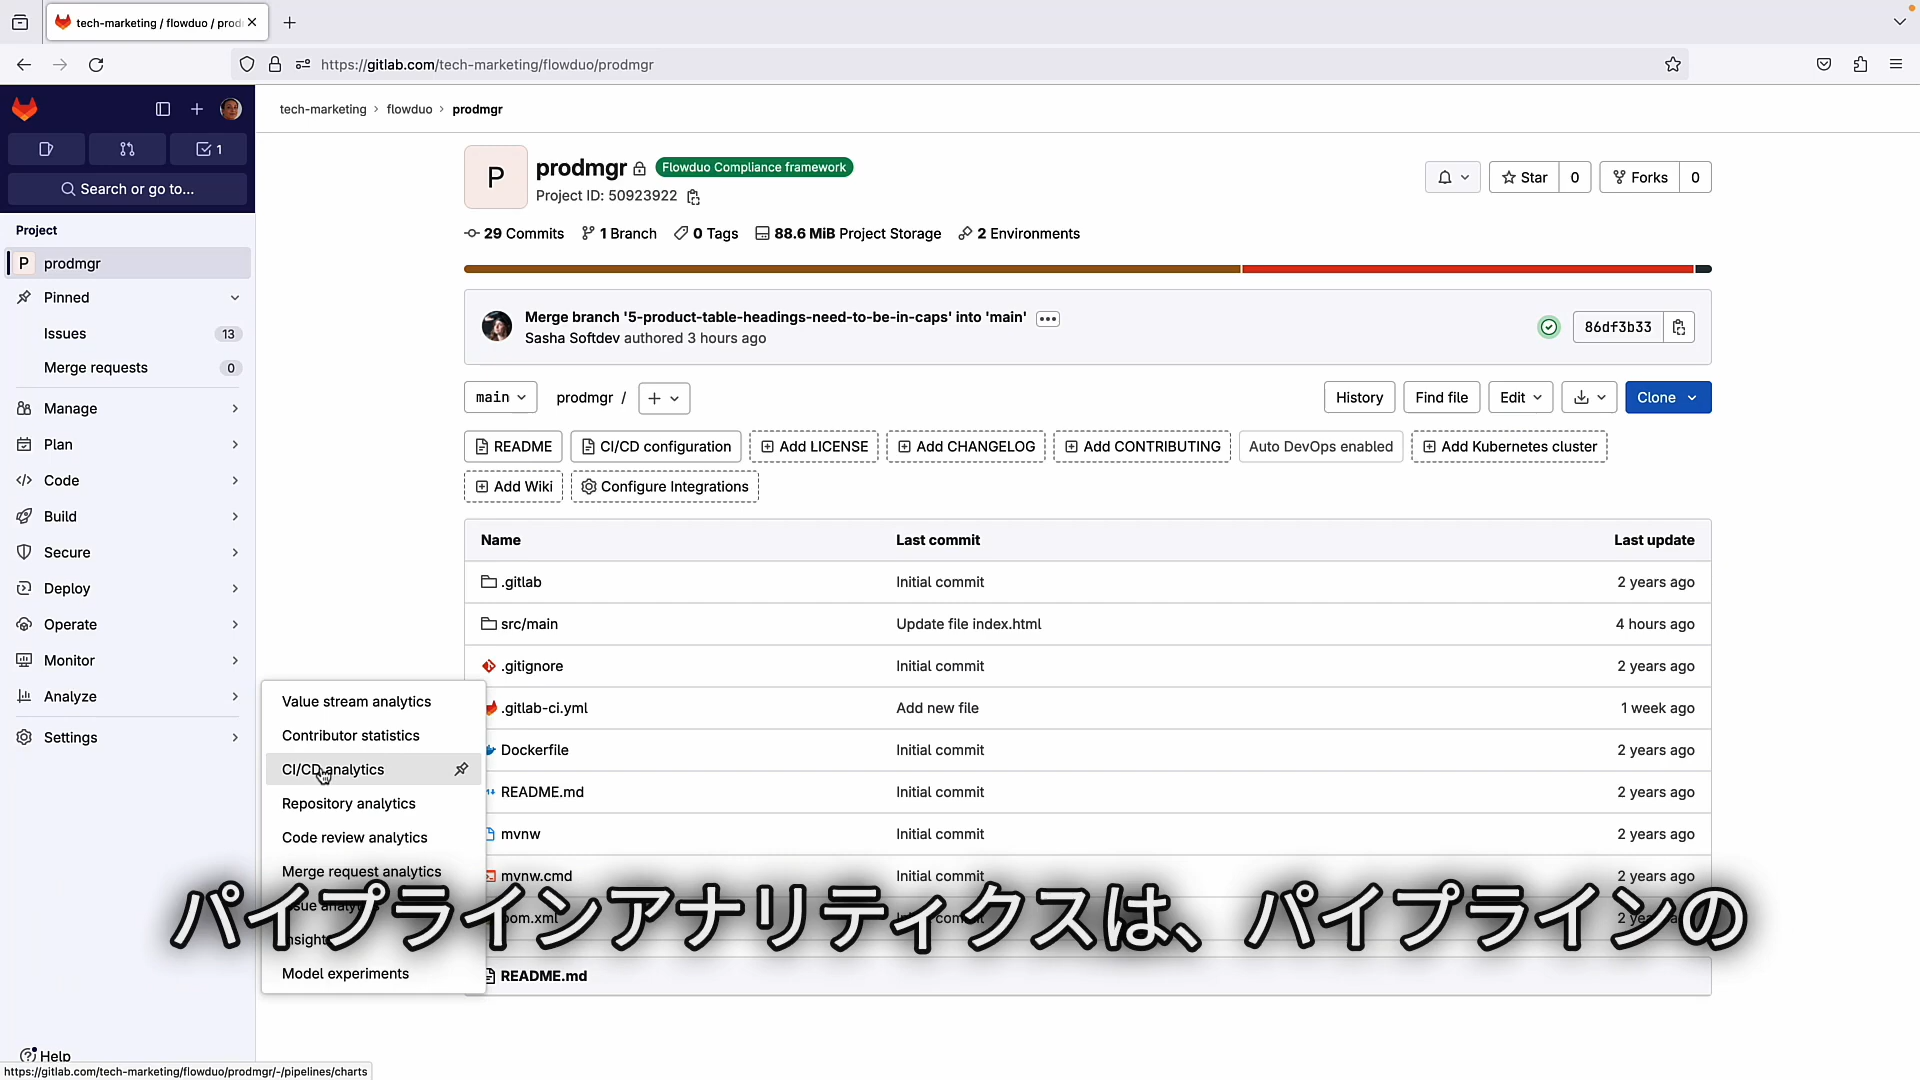 tech-marketing / flowduo / prod
https://gitlab.com/tech-marketing/flowduo/prodmgr
1
Search or go to...
Project
P prodmgr
Pinned
Issues 13
Merge requests 0
Manage
Plan
Code
Build
Secure
Deploy
Operate
Monitor
Analyze
Settings
Help
tech-marketing › flowduo › prodmgr
P
prodmgr Flowduo Compliance framework
Project ID: 50923922
Star 0 Forks 0
29 Commits 1 Branch 0 Tags 88.6 MiB Project Storage 2 Environments
Merge branch '5-product-table-headings-need-to-be-in-caps' into 'main'
Sasha Softdev authored 3 hours ago
86df3b33
main prodmgr / +
History Find file Edit Clone
README CI/CD configuration Add LICENSE Add CHANGELOG Add CONTRIBUTING Auto DevOps enabled Add Kubernetes cluster
Add Wiki Configure Integrations
Name Last commit Last update
.gitlab Initial commit 2 years ago
src/main Update file index.html 4 hours ago
.gitignore Initial commit 2 years ago
.gitlab-ci.yml Add new file 1 week ago
Dockerfile Initial commit 2 years ago
README.md Initial commit 2 years ago
mvnw Initial commit 2 years ago
mvnw.cmd Initial commit 2 years ago
README.md
Value stream analytics
Contributor statistics
CI/CD analytics
Repository analytics
Code review analytics
Merge request analytics
Model experiments
パイプラインアナリティクスは、パイプラインの
https://gitlab.com/tech-marketing/flowduo/prodmgr/-/pipelines/charts